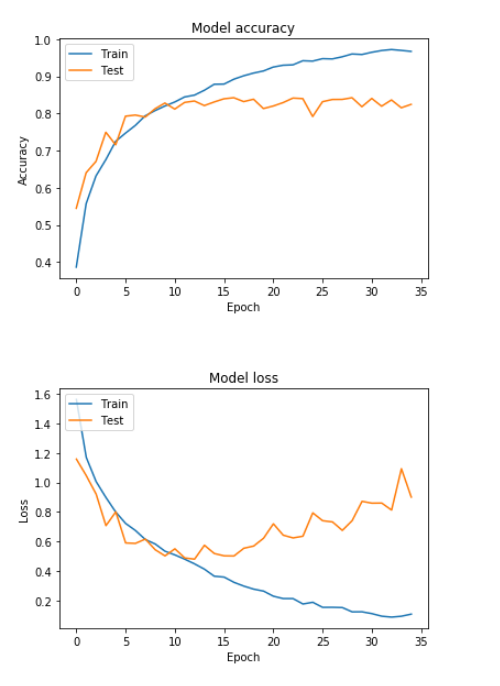 Model accuracy
1.0
0.9
0.8
0.7
0.6
0.5
0.4
Accuracy
Train
Test
0 5 10 15 20 25 30 35
Epoch
Model loss
1.6
1.4
1.2
1.0
0.8
0.6
0.4
0.2
Loss
Train
Test
0 5 10 15 20 25 30 35
Epoch